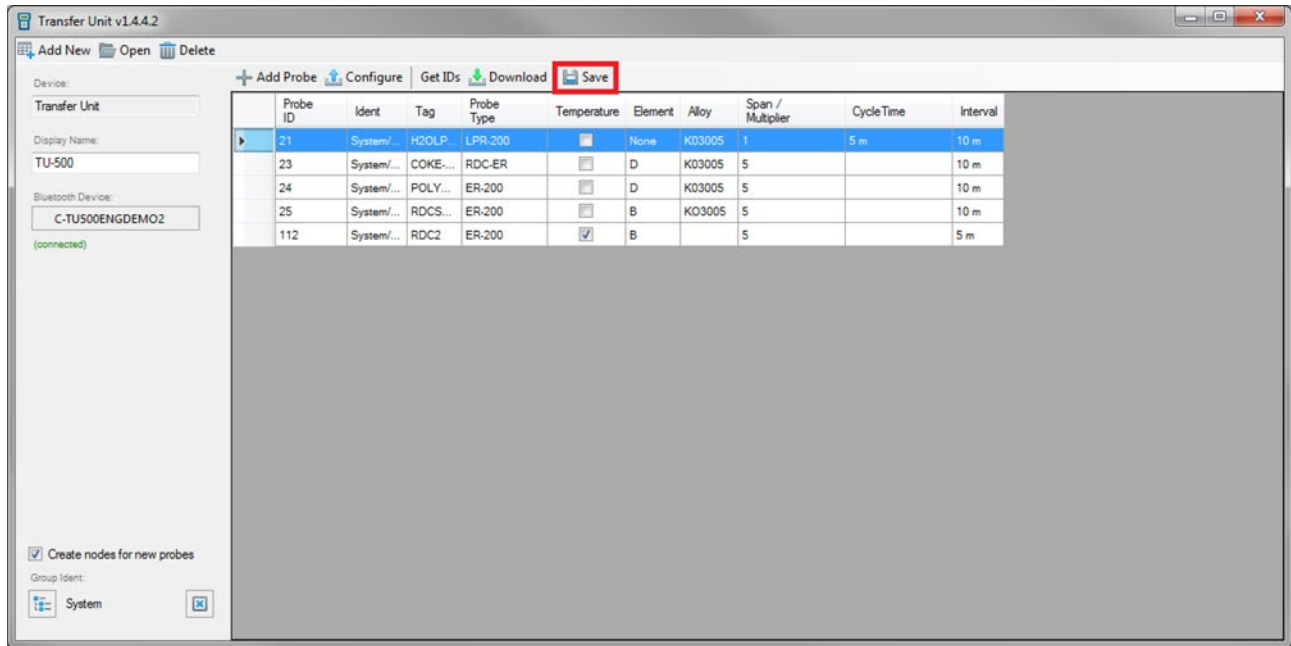 Transfer Unit v1.4.4.2
Add New Open Delete
Device:
Transfer Unit
Display Name:
TU-500
Bluetooth Device:
C-TU500ENGDEMO2
(connected)
Add Probe Configure Get IDs Download Save
Probe ID Ident Tag Probe Type Temperature Element Alloy Span / Multiplier CycleTime Interval
21 System/... H2OLP... LPR-200 None K03005 1 5 m 10 m
23 System/... COKE-... RDC-ER D K03005 5 10 m
24 System/... POLY... ER-200 D K03005 5 10 m
25 System/... RDCS... ER-200 B KO3005 5 10 m
112 System/... RDC2 ER-200 B 5 5 m
Create nodes for new probes
Group Ident:
System